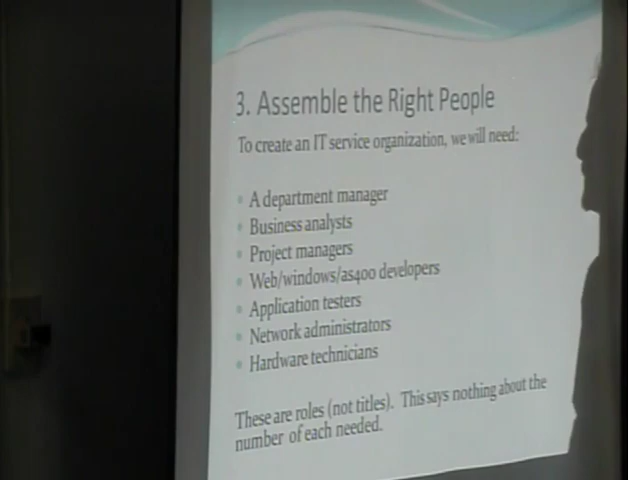 3. Assemble the Right People
To create an IT service organization, we will need:
A department manager
Business analysts
Project managers
Web/windows/as400 developers
Application testers
Network administrators
Hardware technicians
These are roles (not titles). This says nothing about the
number of each needed.